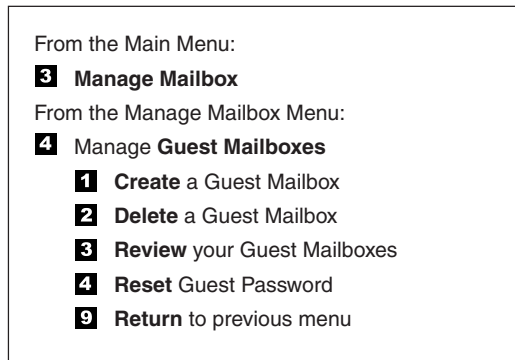 From the Main Menu:
3 Manage Mailbox
From the Manage Mailbox Menu:
4 Manage Guest Mailboxes
1 Create a Guest Mailbox
2 Delete a Guest Mailbox
3 Review your Guest Mailboxes
4 Reset Guest Password
9 Return to previous menu